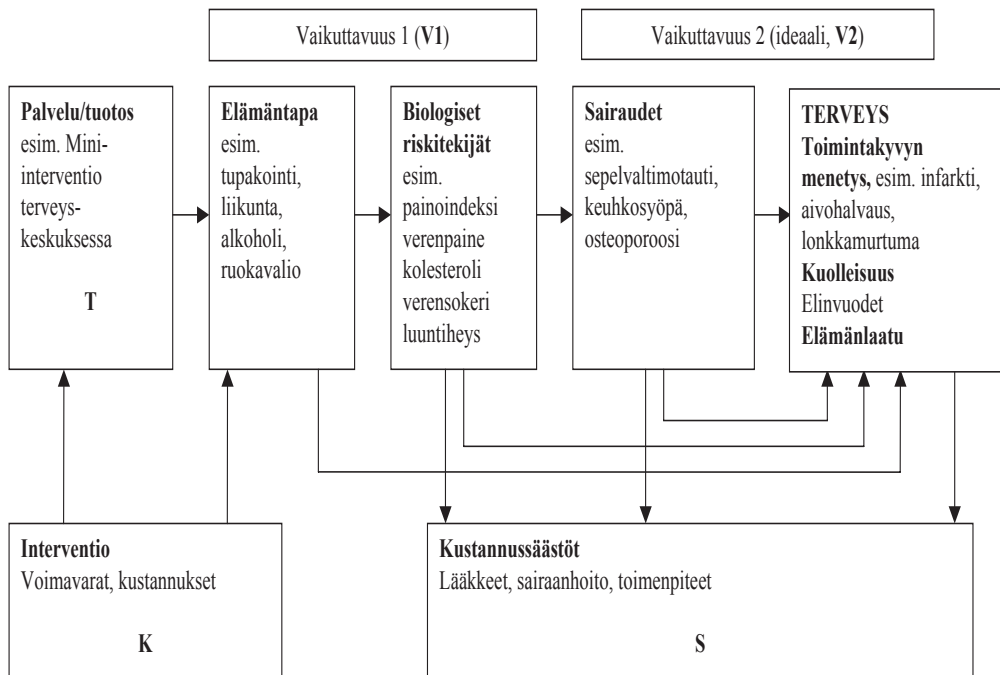 Vaikuttavuus 1 (V1)
Vaikuttavuus 2 (ideaali, V2)
Palvelu/tuotos
esim. Mini-
interventio
terveys-
keskuksessa
T
Elämäntapa
esim.
tupakointi,
liikunta,
alkoholi,
ruokavalio
Biologiset
riskitekijät
esim.
painoindeksi
verenpaine
kolesteroli
verensokeri
luuntiheys
Sairaudet
esim.
sepelvaltimotauti,
keuhkosyöpä,
osteoporoosi
TERVEYS
Toimintakyvyn
menetys, esim. infarkti,
aivohalvaus,
lonkkamurtuma
Kuolleisuus
Elinvuodet
Elämänlaatu
Interventio
Voimavarat, kustannukset
K
Kustannussäästöt
Lääkkeet, sairaanhoito, toimenpiteet
S